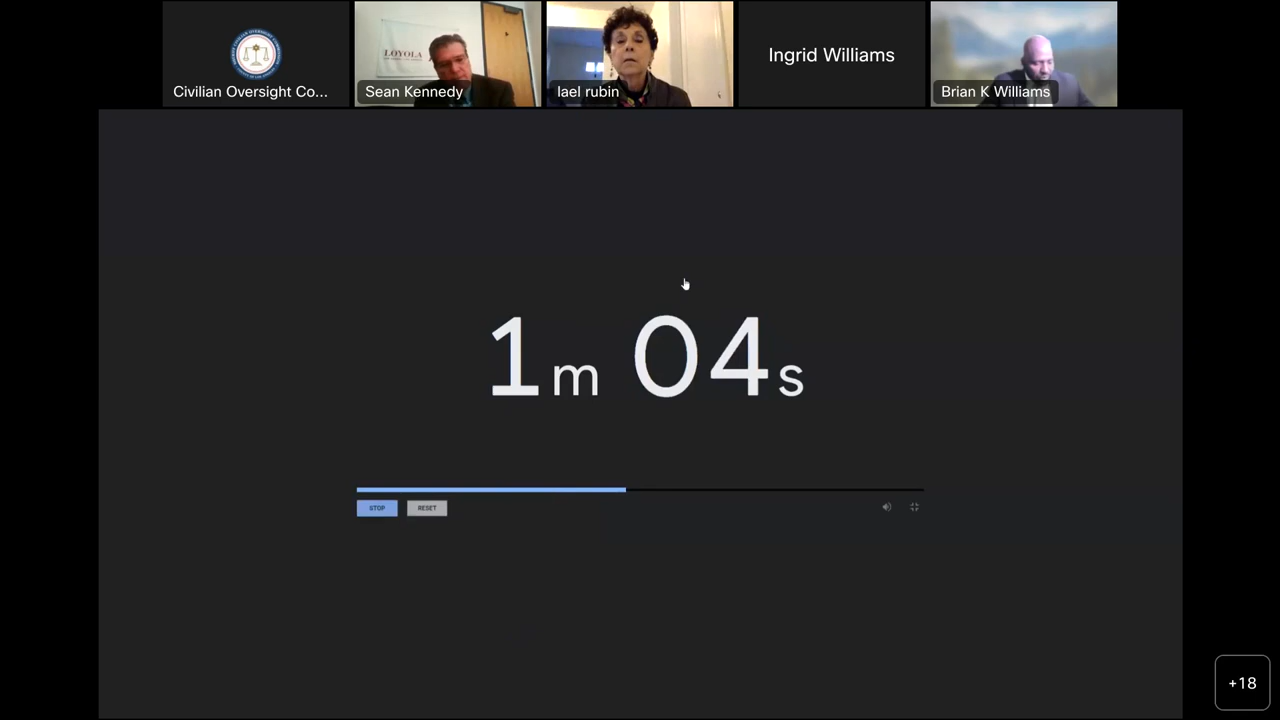 Civilian Oversight Co...
LOYOLA
Sean Kennedy
lael rubin
Ingrid Williams
Brian K Williams
1m 04s
STOP
RESET
+18